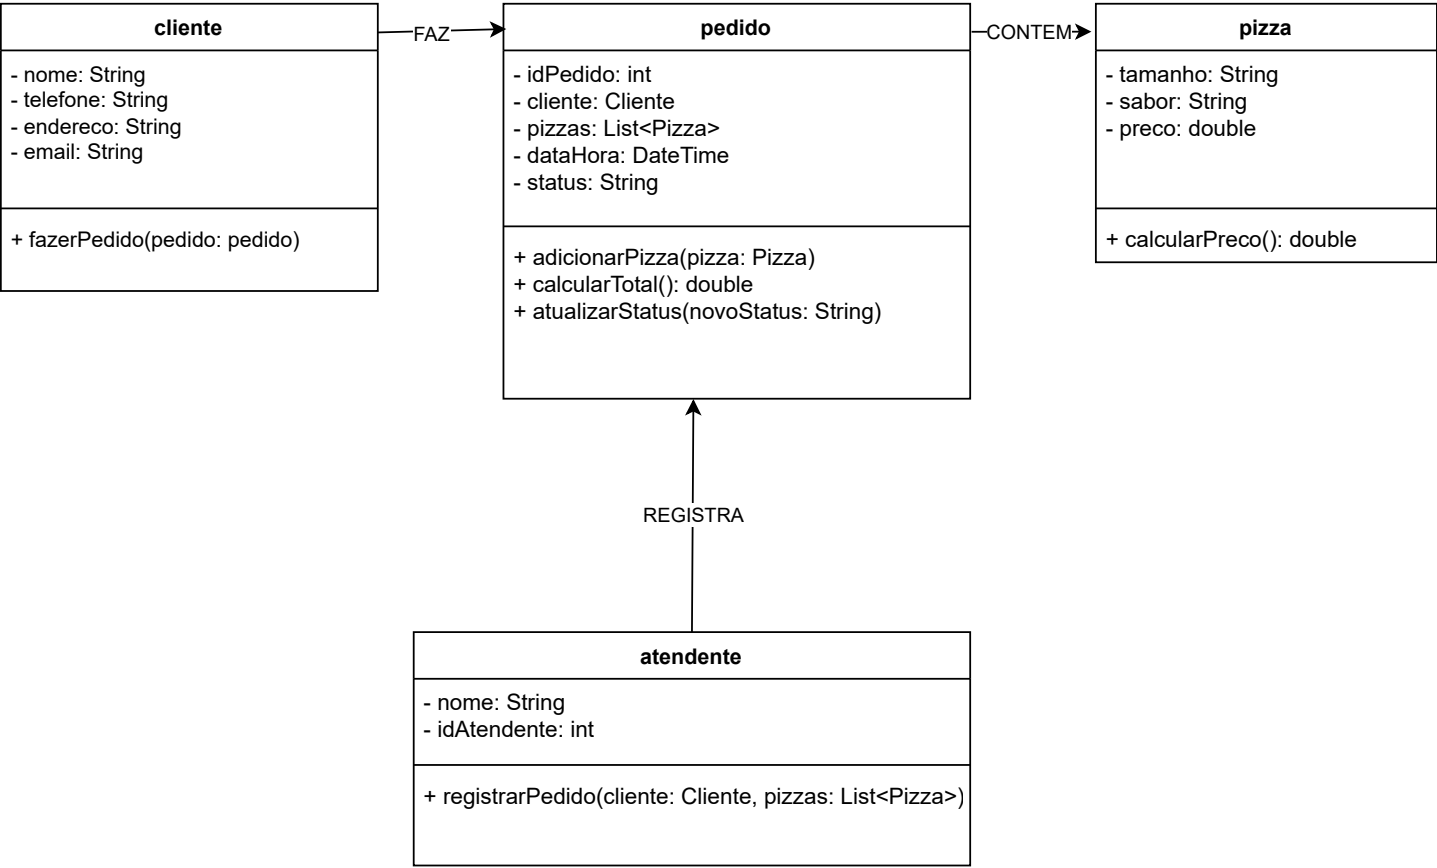 cliente
- nome: String
- telefone: String
- endereco: String
- email: String
+ fazerPedido(pedido: pedido)
FAZ
pedido
- idPedido: int
- cliente: Cliente
- pizzas: List<Pizza>
- dataHora: DateTime
- status: String
+ adicionarPizza(pizza: Pizza)
+ calcularTotal(): double
+ atualizarStatus(novoStatus: String)
CONTEM
pizza
- tamanho: String
- sabor: String
- preco: double
+ calcularPreco(): double
REGISTRA
atendente
- nome: String
- idAtendente: int
+ registrarPedido(cliente: Cliente, pizzas: List<Pizza>)